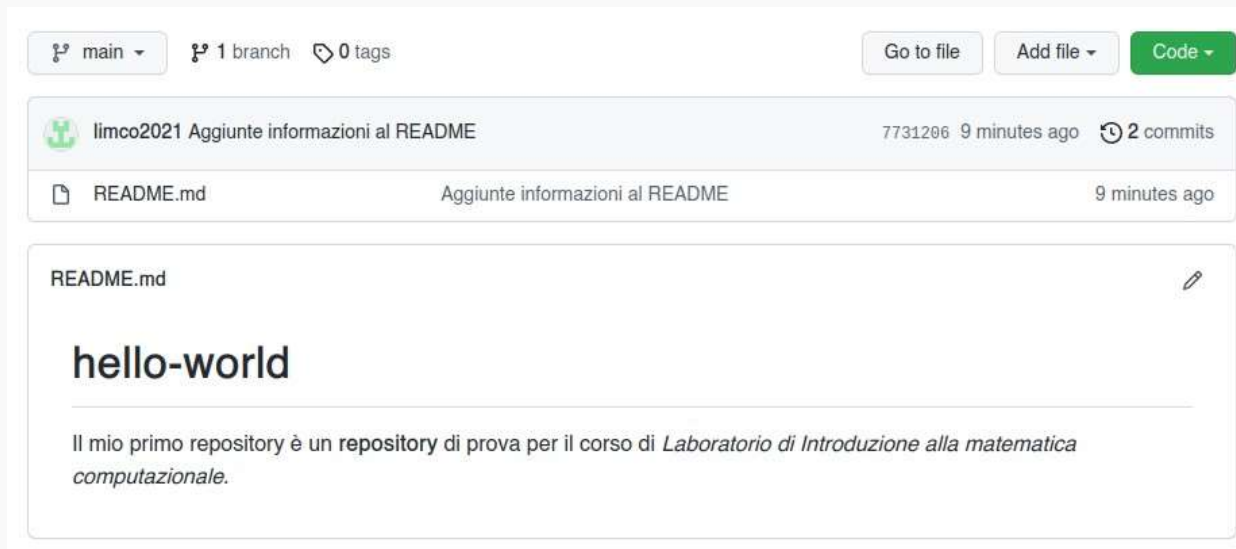 main 1 branch 0 tags Go to file Add file Code
limco2021 Aggiunte informazioni al README 7731206 9 minutes ago 2 commits
README.md Aggiunte informazioni al README 9 minutes ago
README.md
hello-world
Il mio primo repository è un repository di prova per il corso di Laboratorio di Introduzione alla matematica
computazionale.